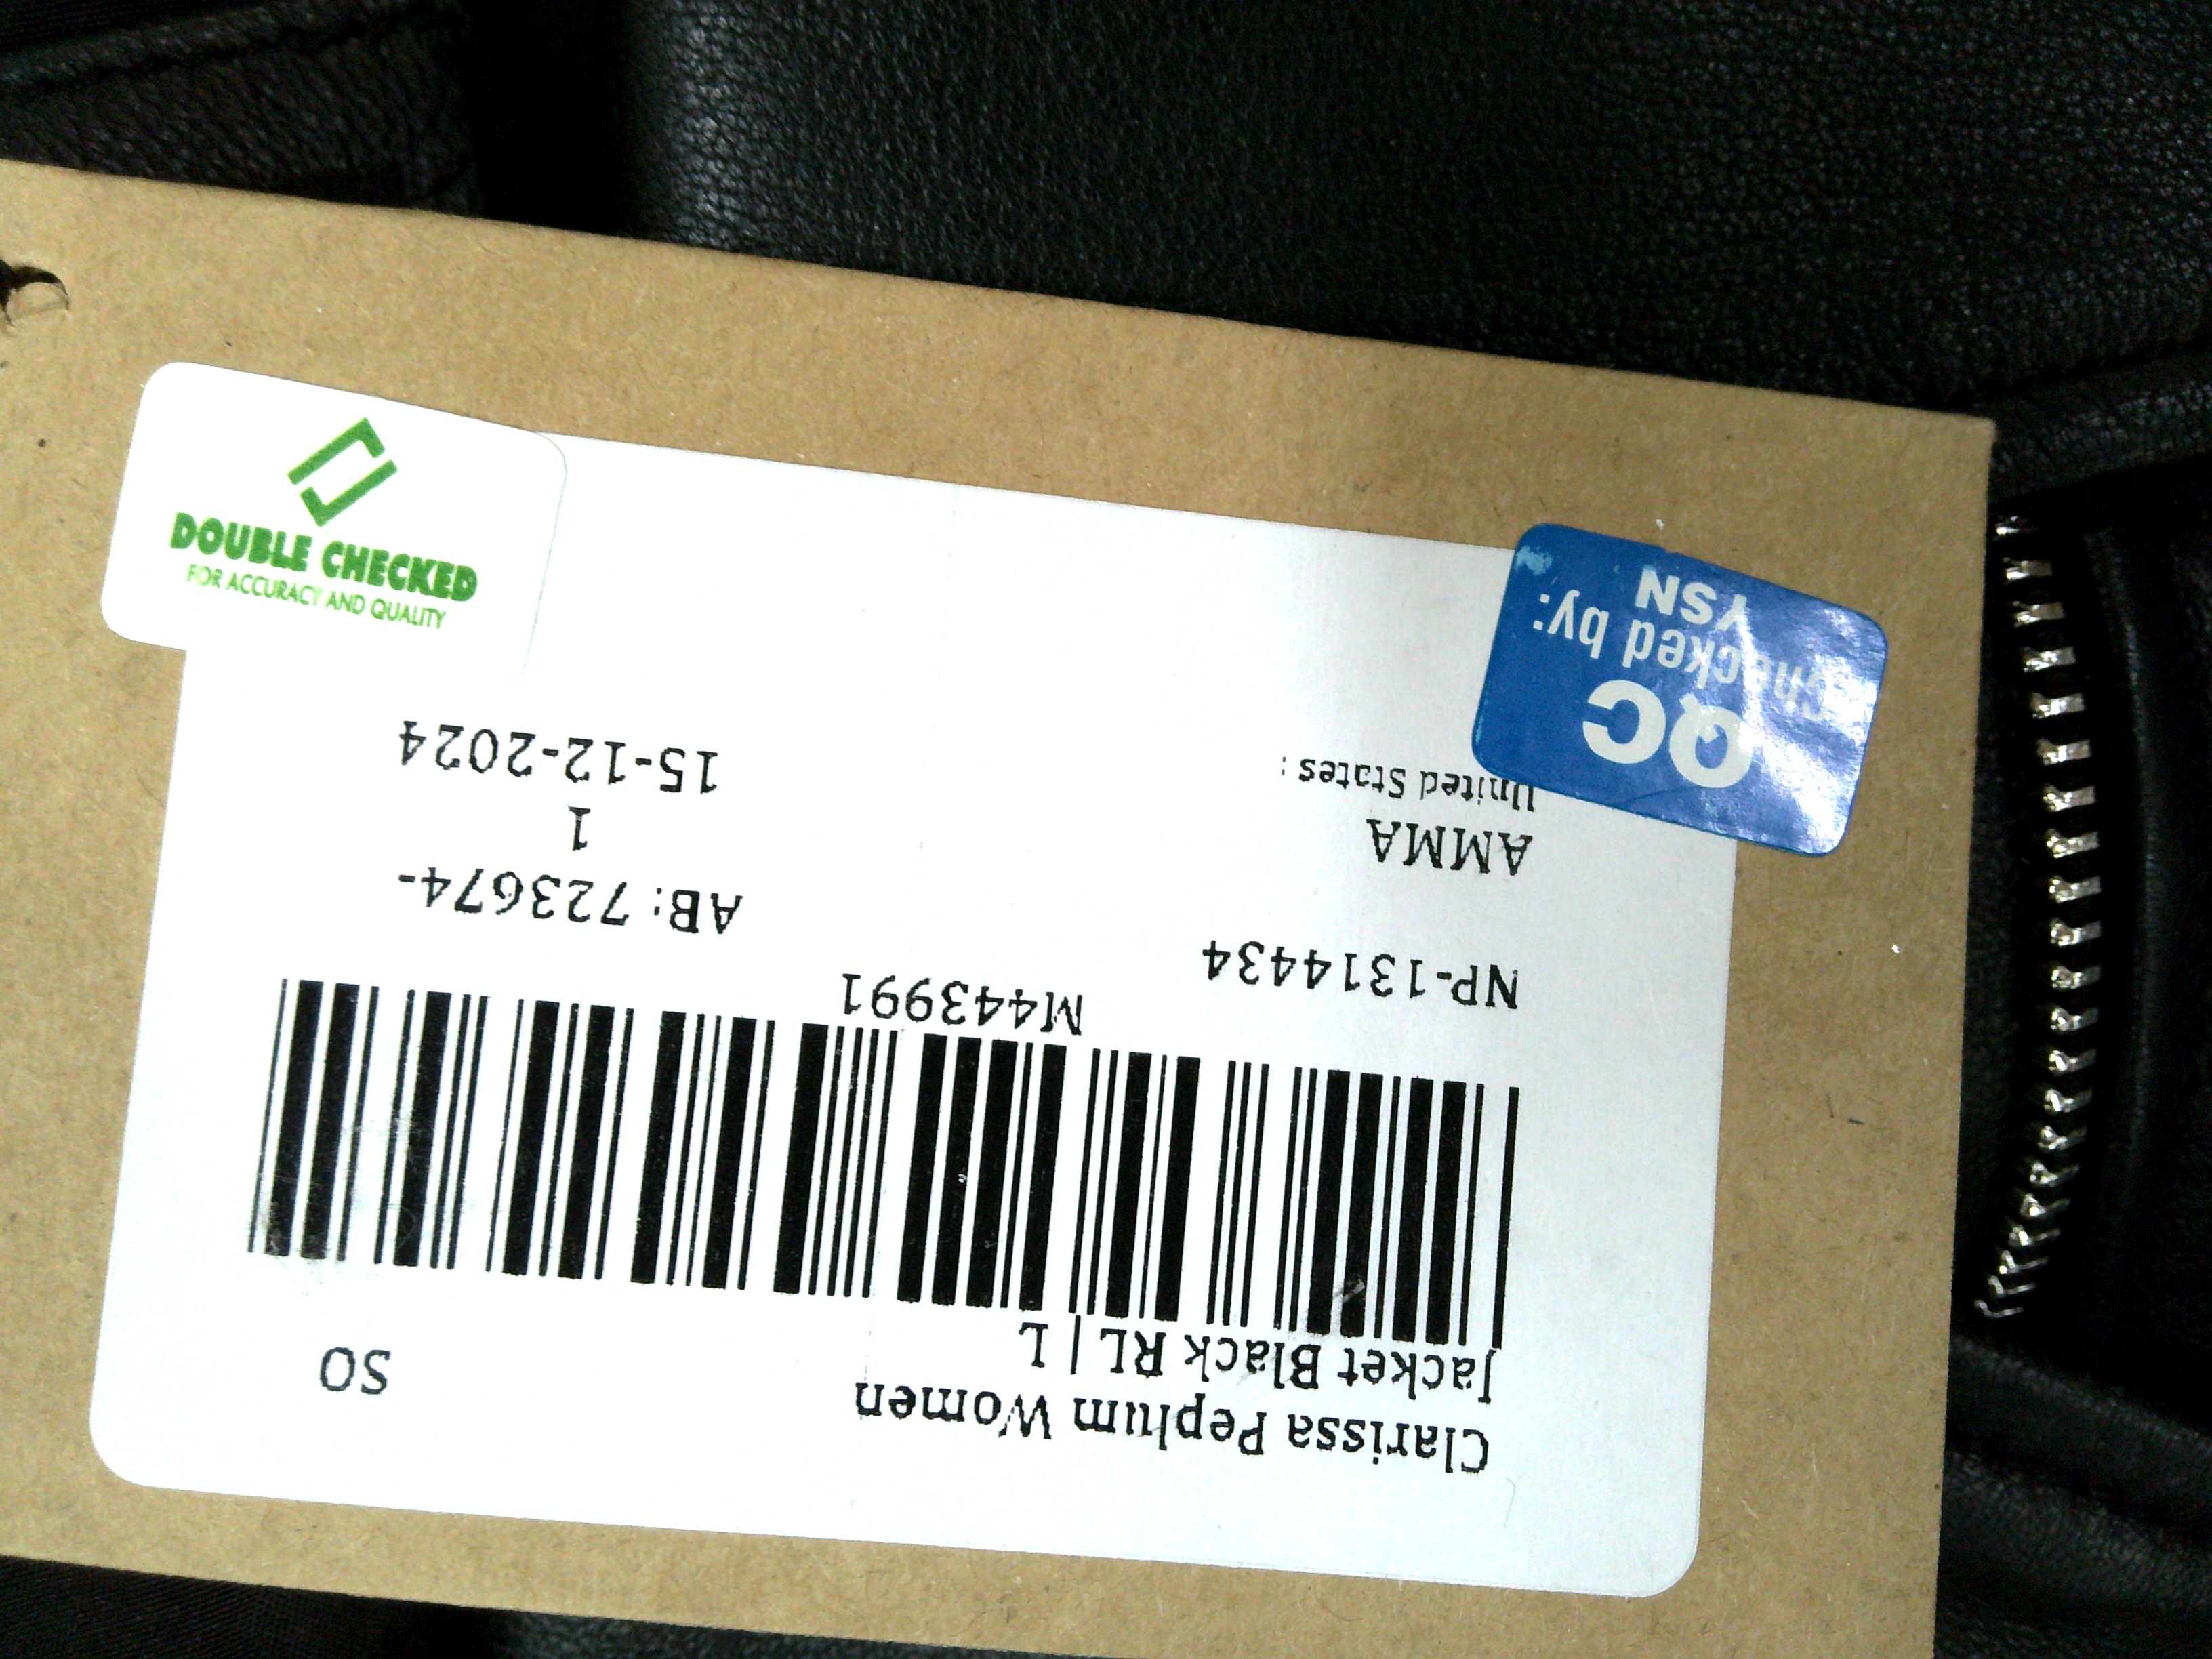 Clarissa Peplum Women
Jacket Black RL | L
SO
M443991
NP-1314434
AB: 723674-
1
15-12-2024
AMMA
United States :
QC
Checked by:
YSN
DOUBLE CHECKED
FOR ACCURACY AND QUALITY